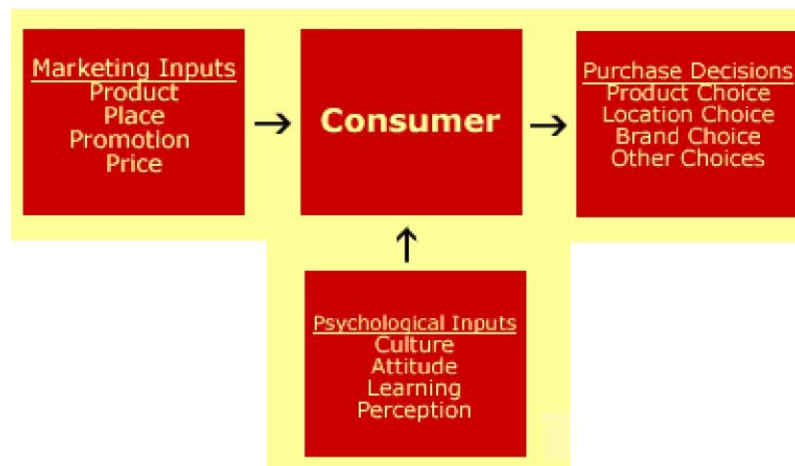 Marketing Inputs
Product
Place
Promotion
Price
Consumer
Purchase Decisions
Product Choice
Location Choice
Brand Choice
Other Choices
Psychological Inputs
Culture
Attitude
Learning
Perception